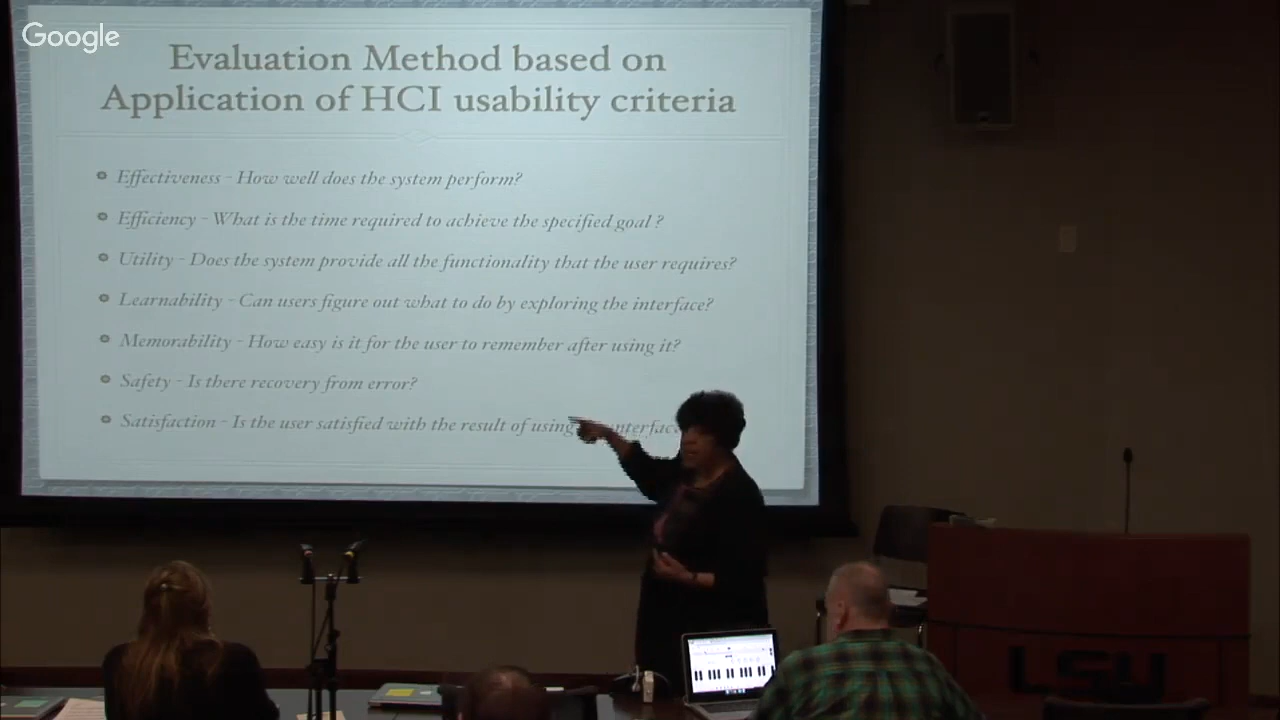 Google
Evaluation Method based on
Application of HCI usability criteria
Effectiveness - How well does the system perform?
Efficiency - What is the time required to achieve the specified goal ?
Utility - Does the system provide all the functionality that the user requires?
Learnability - Can users figure out what to do by exploring the interface?
Memorability - How easy is it for the user to remember after using it?
Safety - Is there recovery from error?
Satisfaction - Is the user satisfied with the result of using
LSU